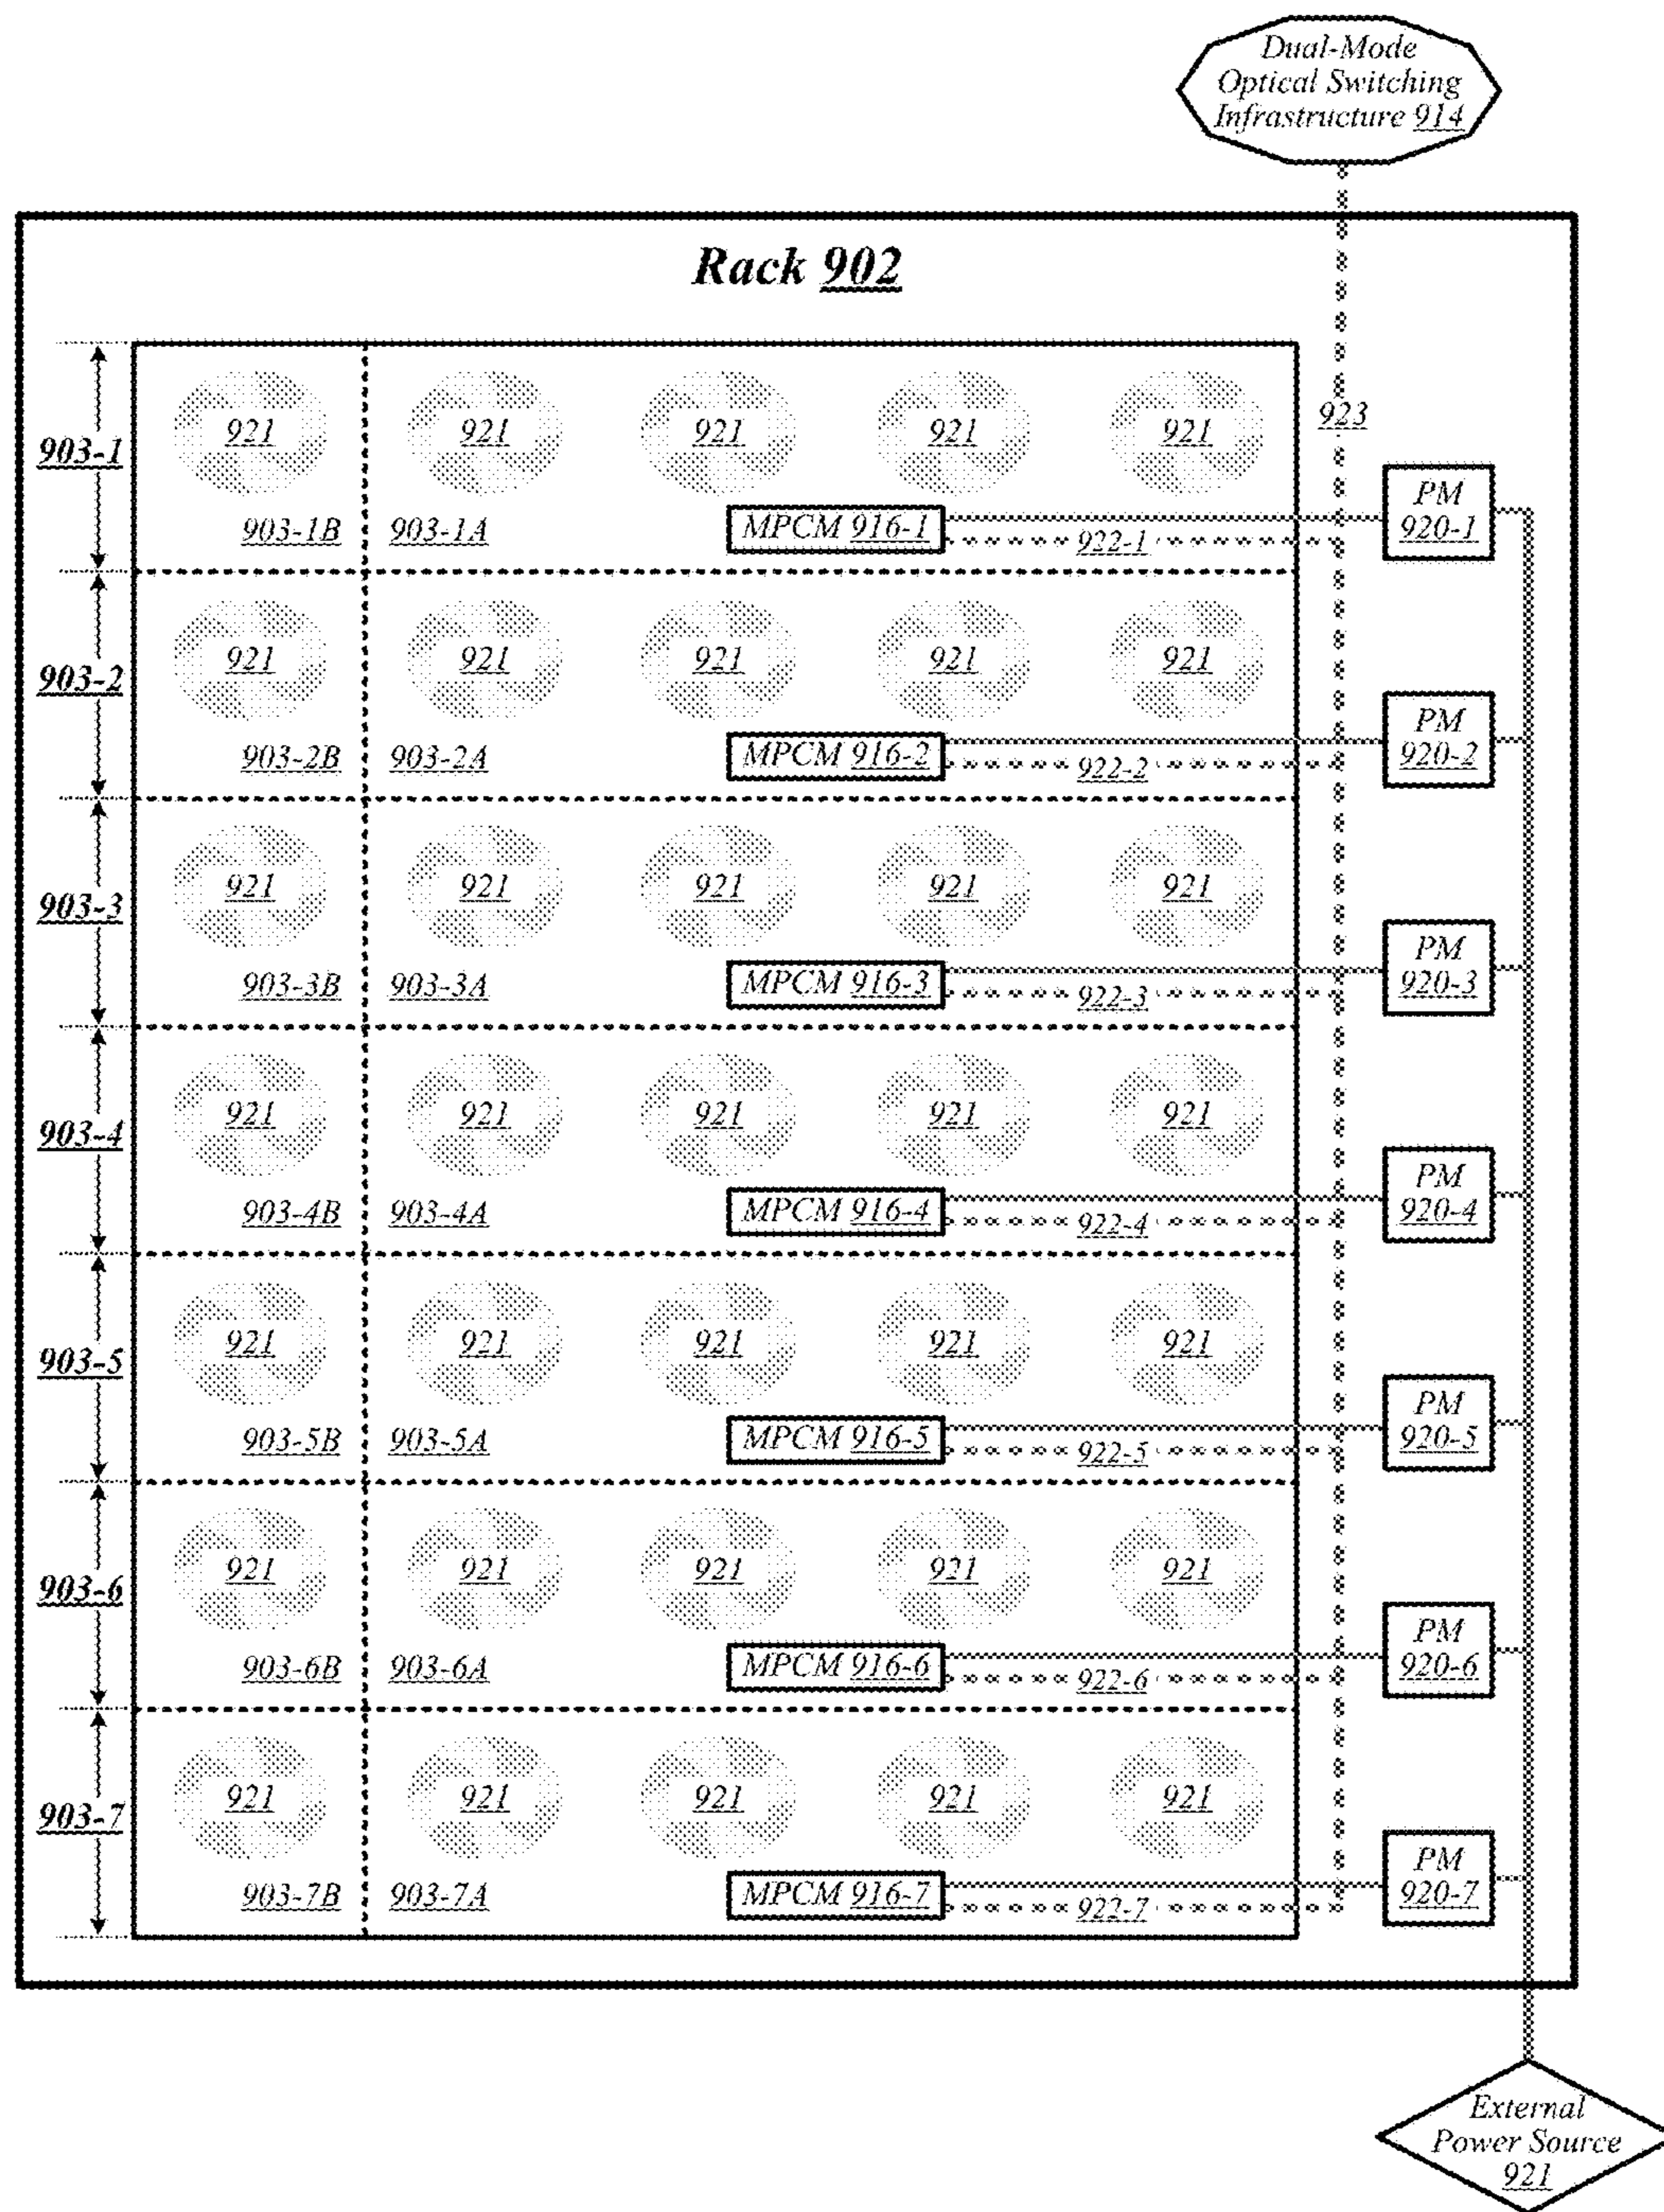 Dual-Mode
Optical Switching
Infrastructure 914
Rack 902
903-1
921 921 921 921 921
923
903-1B 903-1A
MPCM 916-1
922-1
PM
920-1
903-2
921 921 921 921 921
903-2B 903-2A
MPCM 916-2
922-2
PM
920-2
903-3
921 921 921 921 921
903-3B 903-3A
MPCM 916-3
922-3
PM
920-3
903-4
921 921 921 921 921
903-4B 903-4A
MPCM 916-4
922-4
PM
920-4
903-5
921 921 921 921 921
903-5B 903-5A
MPCM 916-5
922-5
PM
920-5
903-6
921 921 921 921 921
903-6B 903-6A
MPCM 916-6
922-6
PM
920-6
903-7
921 921 921 921 921
903-7B 903-7A
MPCM 916-7
922-7
PM
920-7
External
Power Source
921